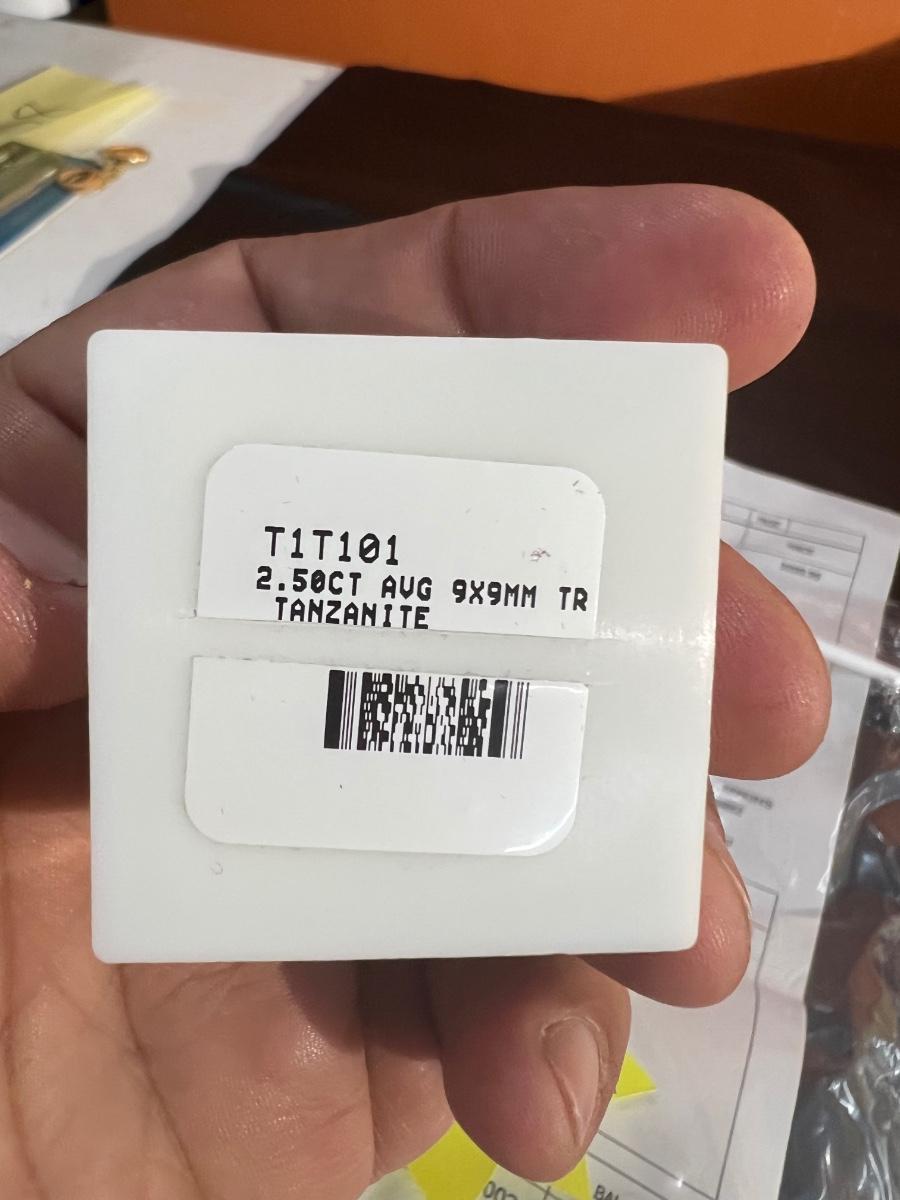 T1T101
2.50CT AVG 9X9MM TR
TANZANITE